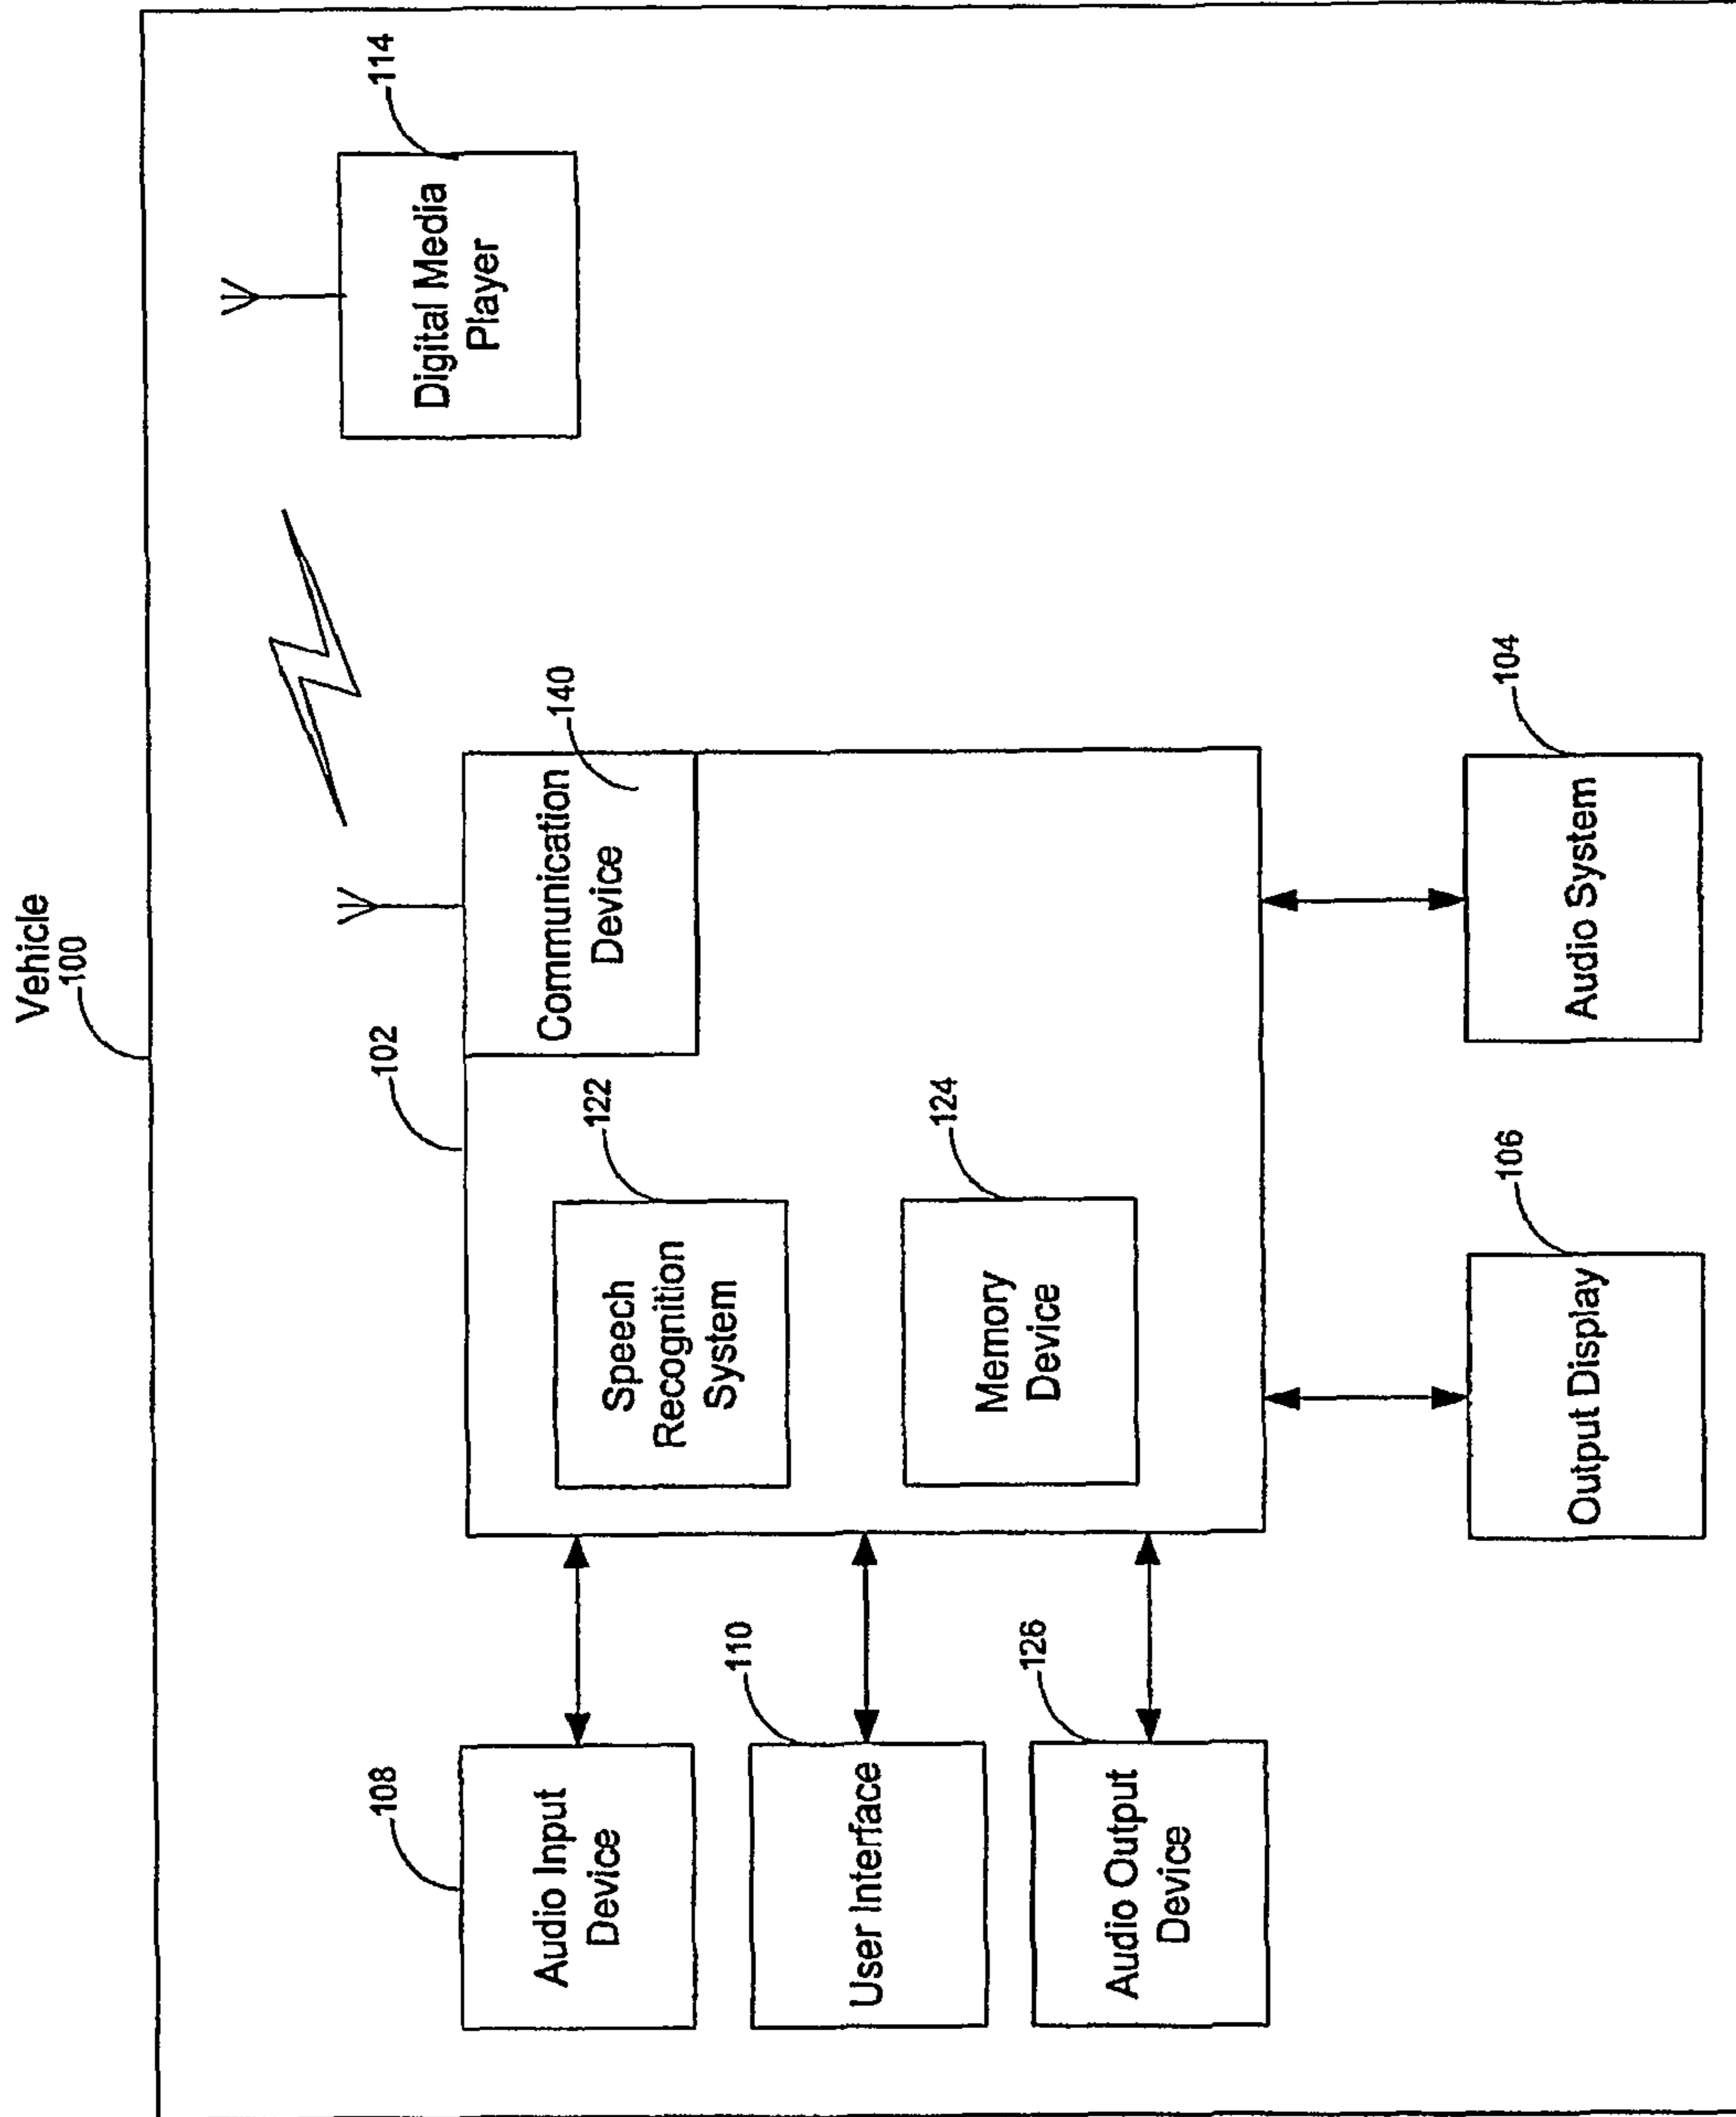 Vehicle
100
114
Digital Media
Player
102
140
Communication
Device
122
Speech
Recognition
System
124
Memory
Device
108
Audio Input
Device
110
User Interface
126
Audio Output
Device
106
Output Display
104
Audio System